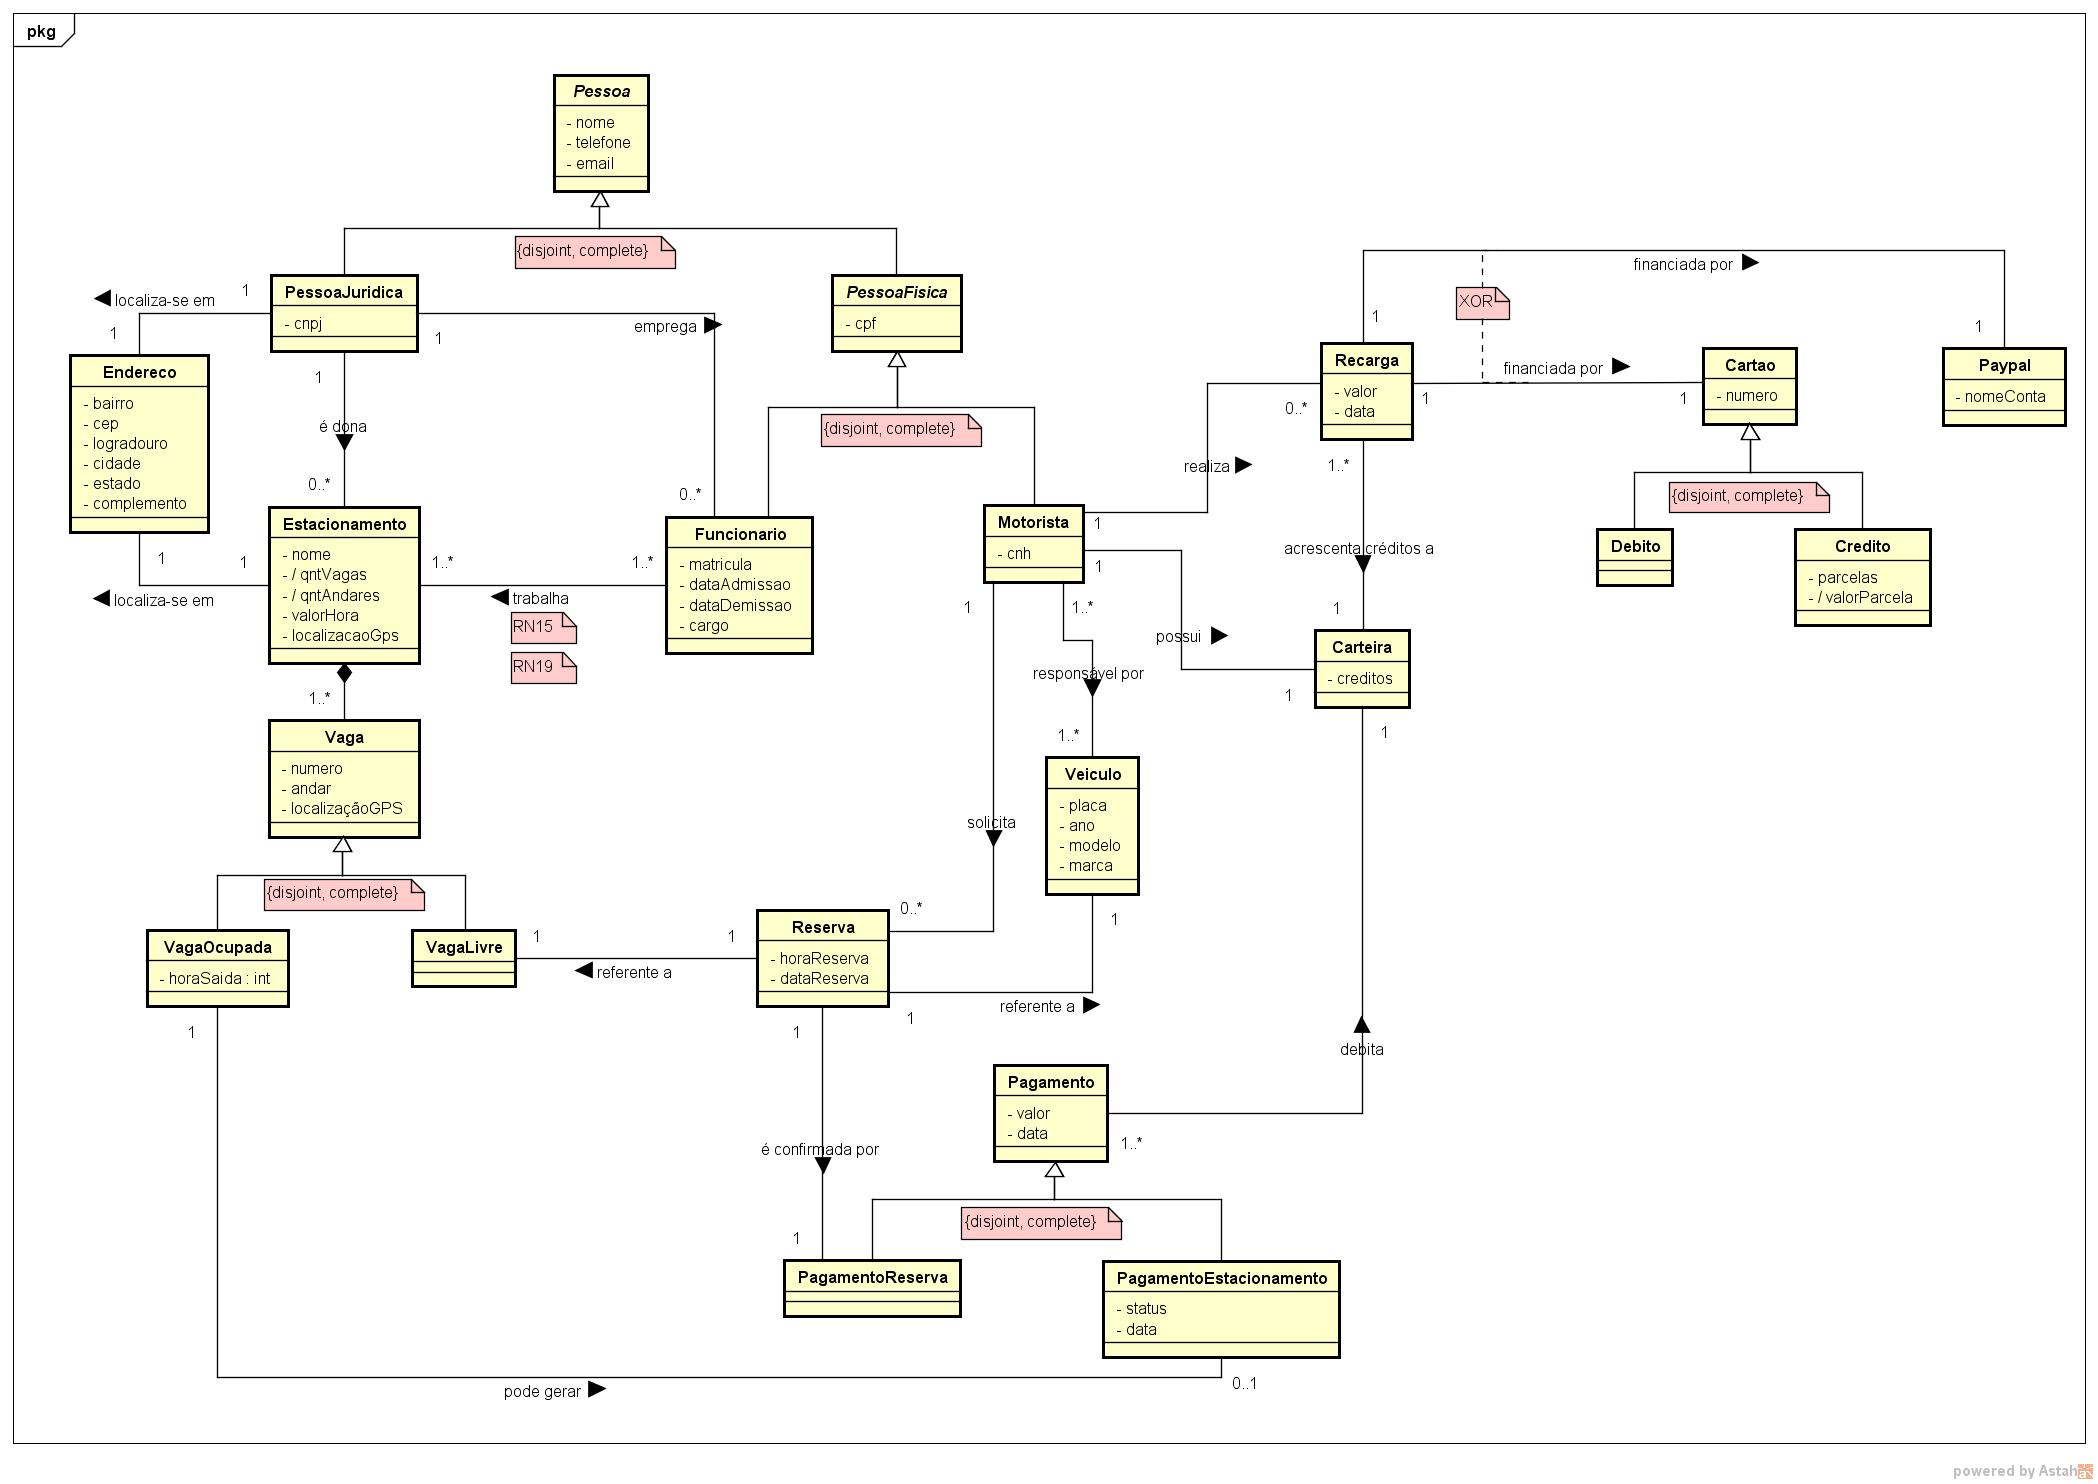 pkg
Pessoa
- nome
- telefone
- email
{disjoint, complete}
PessoaJuridica
- cnpj
1
localiza-se em
1
1
1
emprega
0..*
PessoaFisica
- cpf
{disjoint, complete}
Endereco
- bairro
- cep
- logradouro
- cidade
- estado
- complemento
1
localiza-se em
1
é dona
0..*
Estacionamento
- nome
- / qntVagas
- / qntAndares
- valorHora
- localizacaoGps
1..*
1..*
trabalha
RN15
RN19
Funcionario
- matricula
- dataAdmissao
- dataDemissao
- cargo
Motorista
- cnh
1
realiza
0..*
1
possui
1
1
solicita
0..*
1..*
responsável por
1..*
Recarga
- valor
- data
1
financiada por
1
XOR
1
financiada por
1
Cartao
- numero
{disjoint, complete}
Paypal
- nomeConta
Debito
Credito
- parcelas
- / valorParcela
1..*
acrescenta créditos a
1
Carteira
- creditos
1
Veiculo
- placa
- ano
- modelo
- marca
1
1..*
Vaga
- numero
- andar
- localizaçãoGPS
{disjoint, complete}
VagaOcupada
- horaSaida : int
1
VagaLivre
1
1
referente a
Reserva
- horaReserva
- dataReserva
1
referente a
1
é confirmada por
1
debita
Pagamento
- valor
- data
1..*
{disjoint, complete}
PagamentoReserva
PagamentoEstacionamento
- status
- data
0..1
pode gerar
powered by Astah